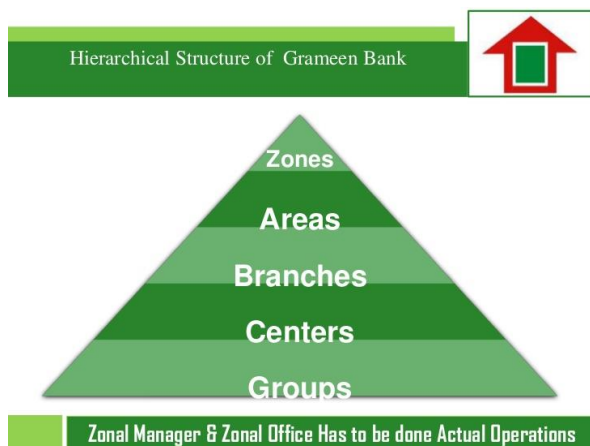 Hierarchical Structure of Grameen Bank
Zones
Areas
Branches
Centers
Groups
Zonal Manager & Zonal Office Has to be done Actual Operations